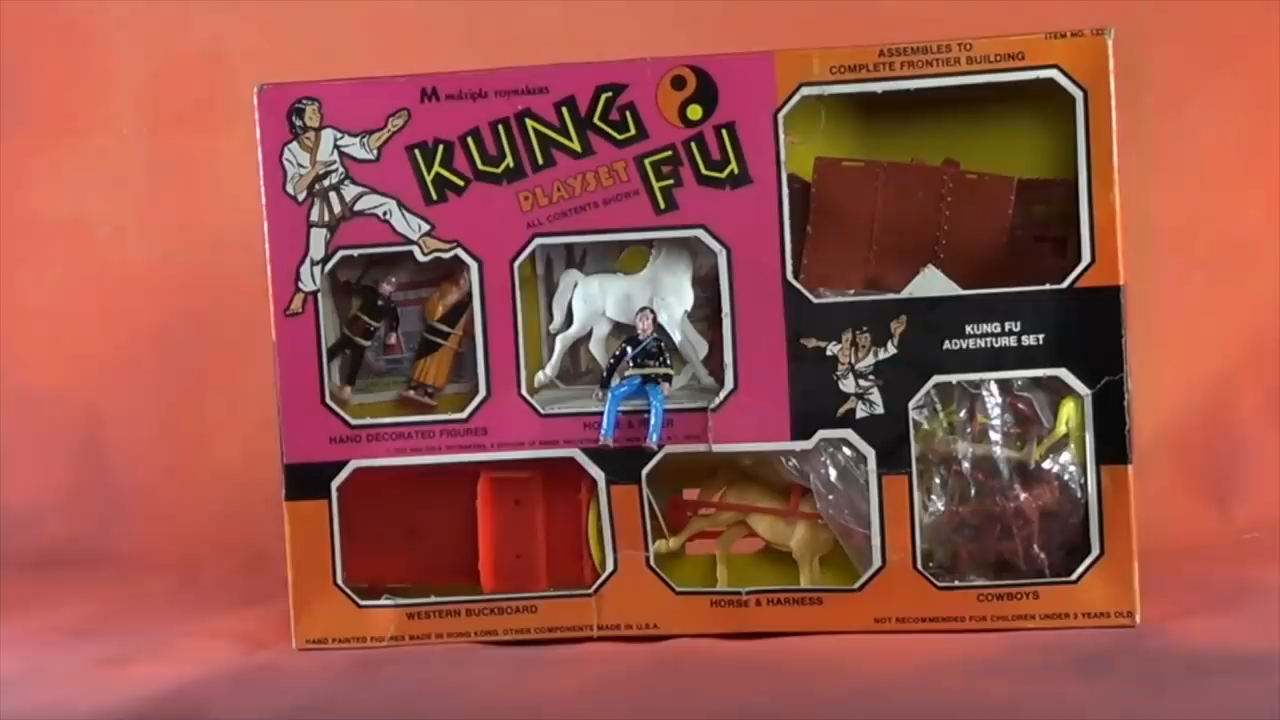 ITEM NO.
M multiple toymakers
KUNG FU
PLAYSET
ALL CONTENTS SHOWN
ASSEMBLES TO
COMPLETE FRONTIER BUILDING
KUNG FU
ADVENTURE SET
HAND DECORATED FIGURES
WESTERN BUCKBOARD
HORSE & HARNESS
COWBOYS
HAND PAINTED FIGURES MADE IN HONG KONG. OTHER COMPONENTS MADE IN U.S.A.
NOT RECOMMENDED FOR CHILDREN UNDER 3 YEARS OLD